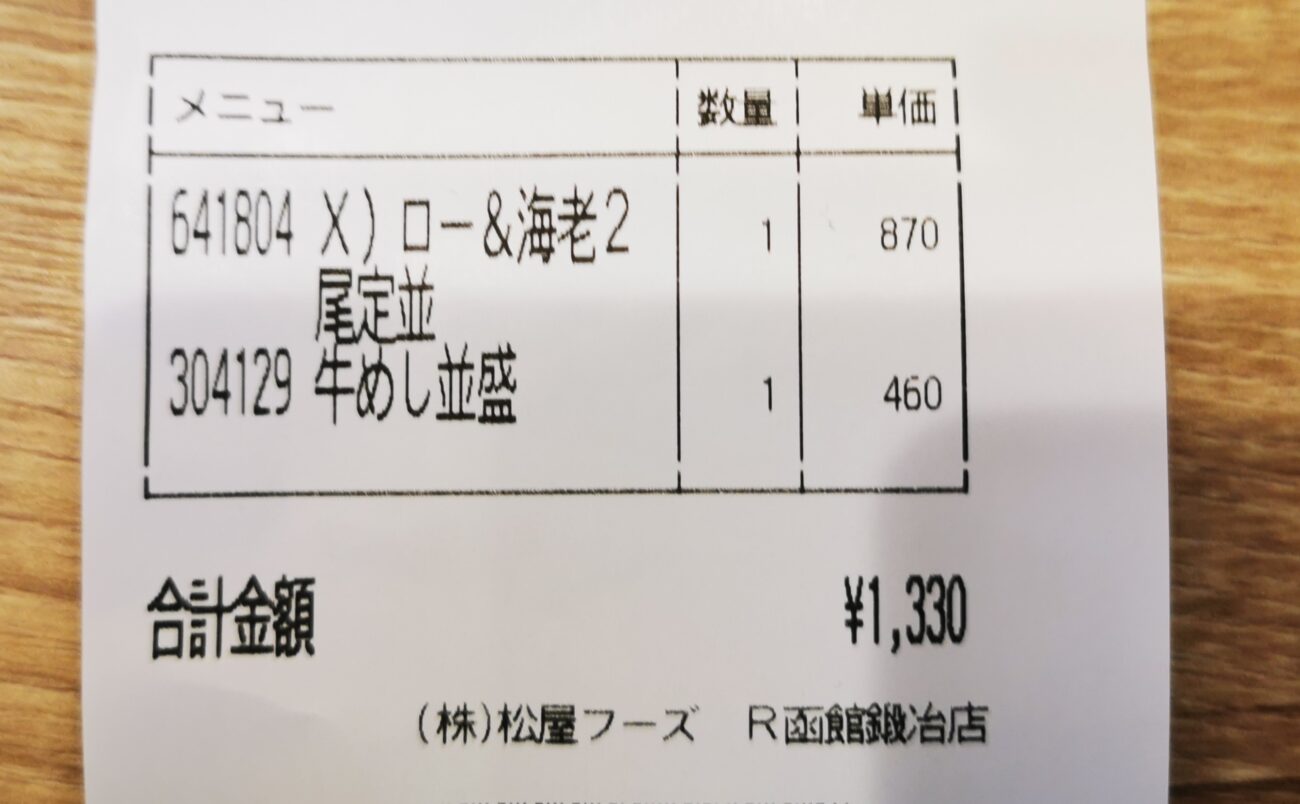 メニュー 数量 単価
641804 X)ロー&海老2 1 870
尾定並
304129 牛めし並盛 1 460
合計金額 ¥1,330
(株)松屋フーズ R函館鍛冶店